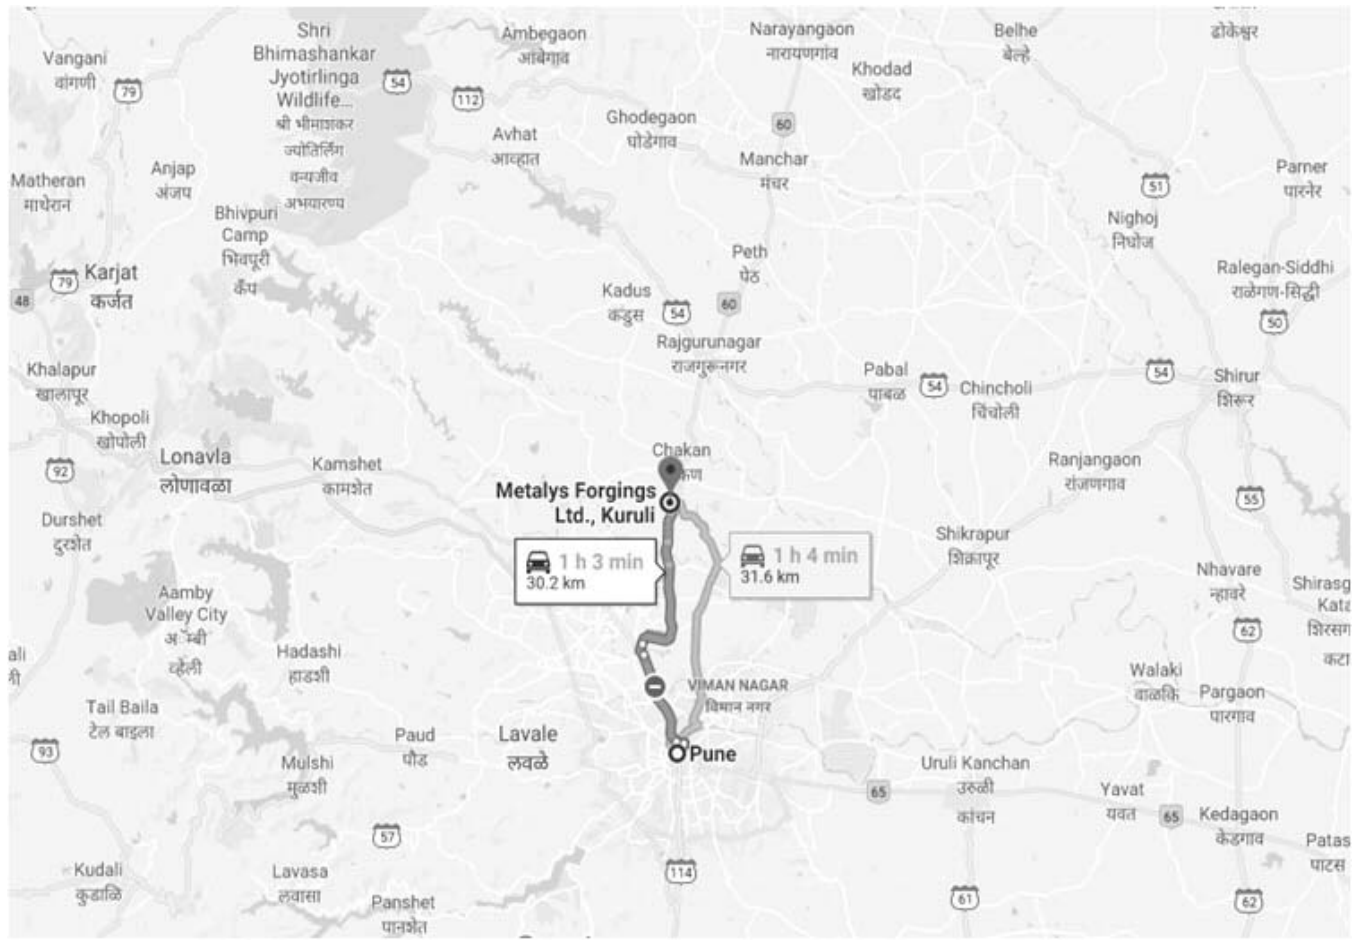 Shri
Bhimashankar
Jyotirlinga
Wildlife...
श्री भीमाशंकर
ज्योतिर्लिंग
वन्यजीव
अभयारण्य
Ambegaon
आंबेगाव
Narayangaon
नारायणगांव
Belhe
बेल्हे
ढोकेश्वर
Vangani
वांगणी
79
54
112
Khodad
खोडद
Ghodegaon
घोडेगाव
60
Avhat
आव्हात
Manchar
मंचर
Anjap
अंजप
Matheran
माथेरान
51
Parner
पारनेर
Bhivpuri
Camp
भिवपूरी
कँप
Nighoj
निघोज
Peth
पेठ
Karjat
कर्जत
79
48
Ralegan-Siddhi
राळेगण-सिद्धी
Kadus
कडुस
54
60
50
Rajgurunagar
राजगुरूनगर
Khalapur
खालापूर
Pabal
पाबळ
54
Chincholi
चिंचोली
54
Shirur
शिरूर
Khopoli
खोपोली
Lonavla
लोणावळा
92
Kamshet
कामशेत
Chakan
Metalys Forgings
Ltd., Kuruli
Ranjangaon
रांजणगाव
55
Durshet
दुरशेत
1 h 3 min
30.2 km
1 h 4 min
31.6 km
Shikrapur
शिक्रापूर
Nhavare
न्हावरे
Aamby
Valley City
अॅम्बी
व्हॅली
62
Hadashi
हाडशी
VIMAN NAGAR
विमान नगर
Walaki
वाळकि
Pargaon
पारगाव
Tail Baila
टेल बाइला
93
Paud
पौड
Lavale
लवळे
Pune
Mulshi
मुळशी
Uruli Kanchan
उरुळी
कांचन
65
Yavat
यवत
65
Kedagaon
केडगाव
Patas
पाटस
57
Kudali
कुडाळि
Lavasa
लवासा
Panshet
पानशेत
114
61
62